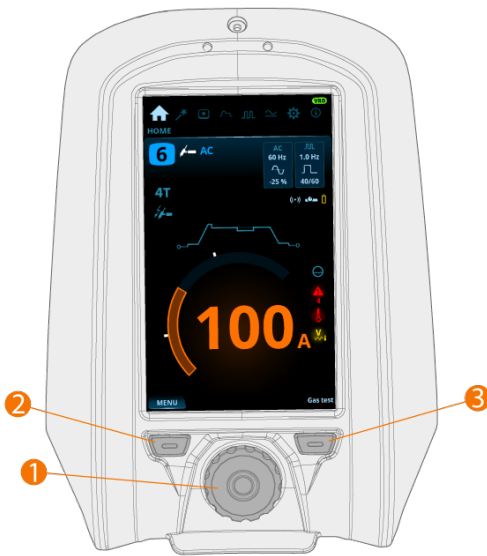 VRD
HOME
6 AC
AC
60 Hz
-25 %
1.0 Hz
40/60
4T
4
100 A
V
MENU
Gas test
2
3
1